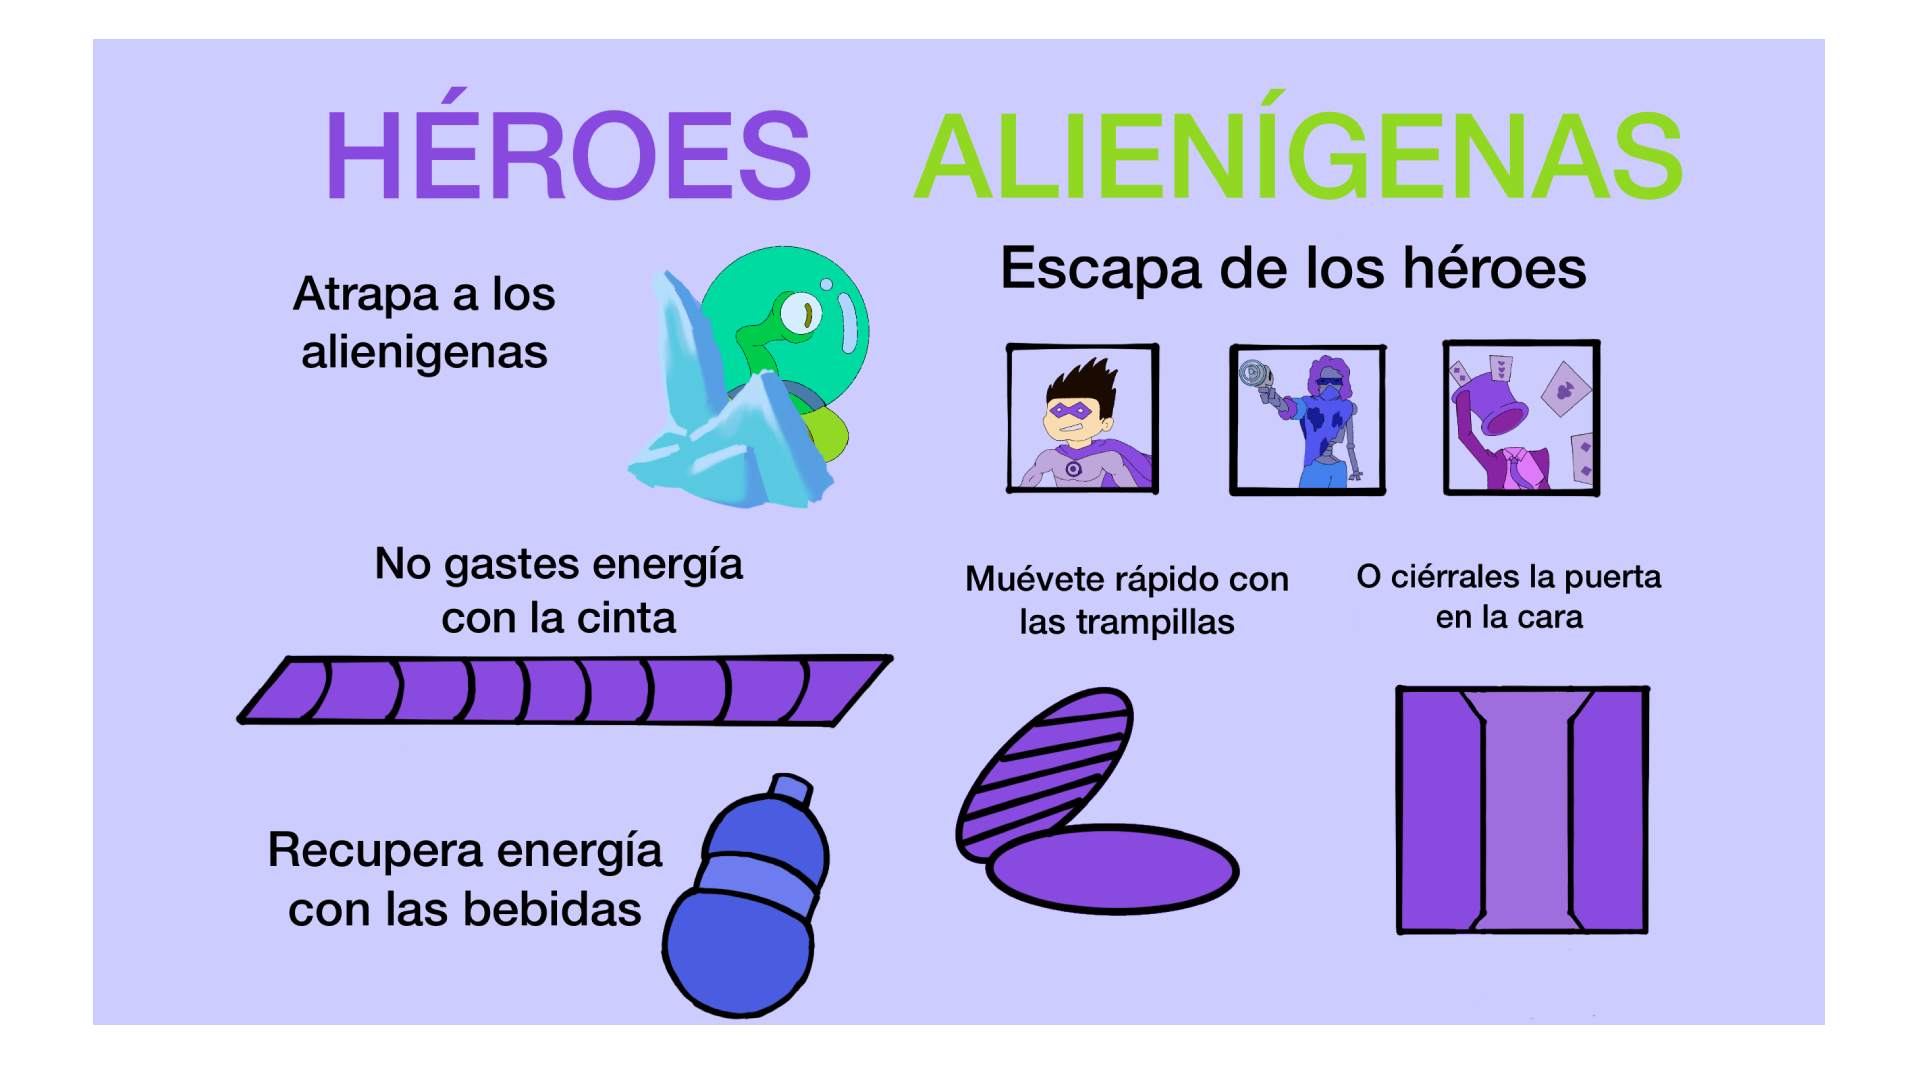 HÉROES
Atrapa a los
alienigenas
No gastes energía
con la cinta
Recupera energía
con las bebidas
ALIENÍGENAS
Escapa de los héroes
Muévete rápido con
las trampillas
O ciérrales la puerta
en la cara